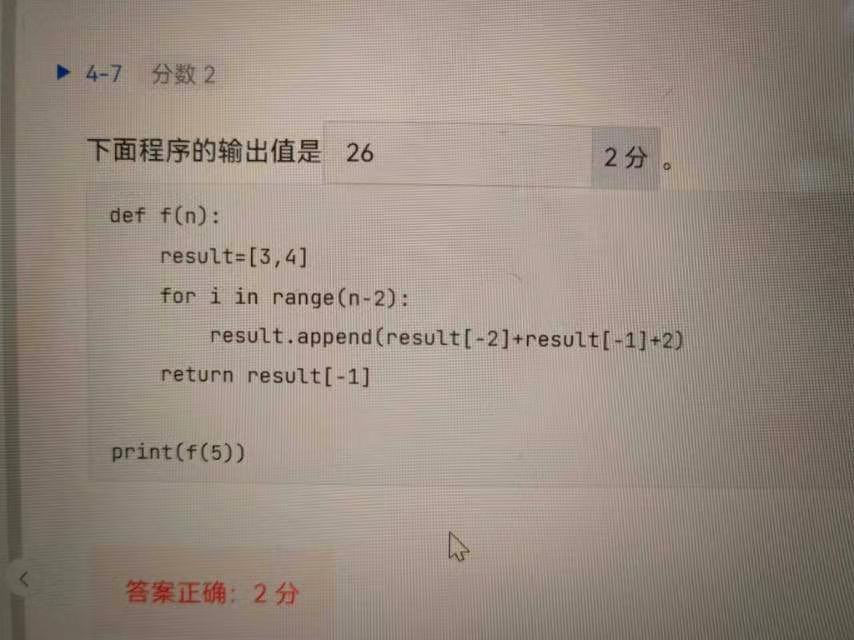 4-7 分数 2
下面程序的输出值是 26 2 分 。
def f(n):
    result=[3,4]
    for i in range(n-2):
        result.append(result[-2]+result[-1]+2)
    return result[-1]
print(f(5))
答案正确：2 分